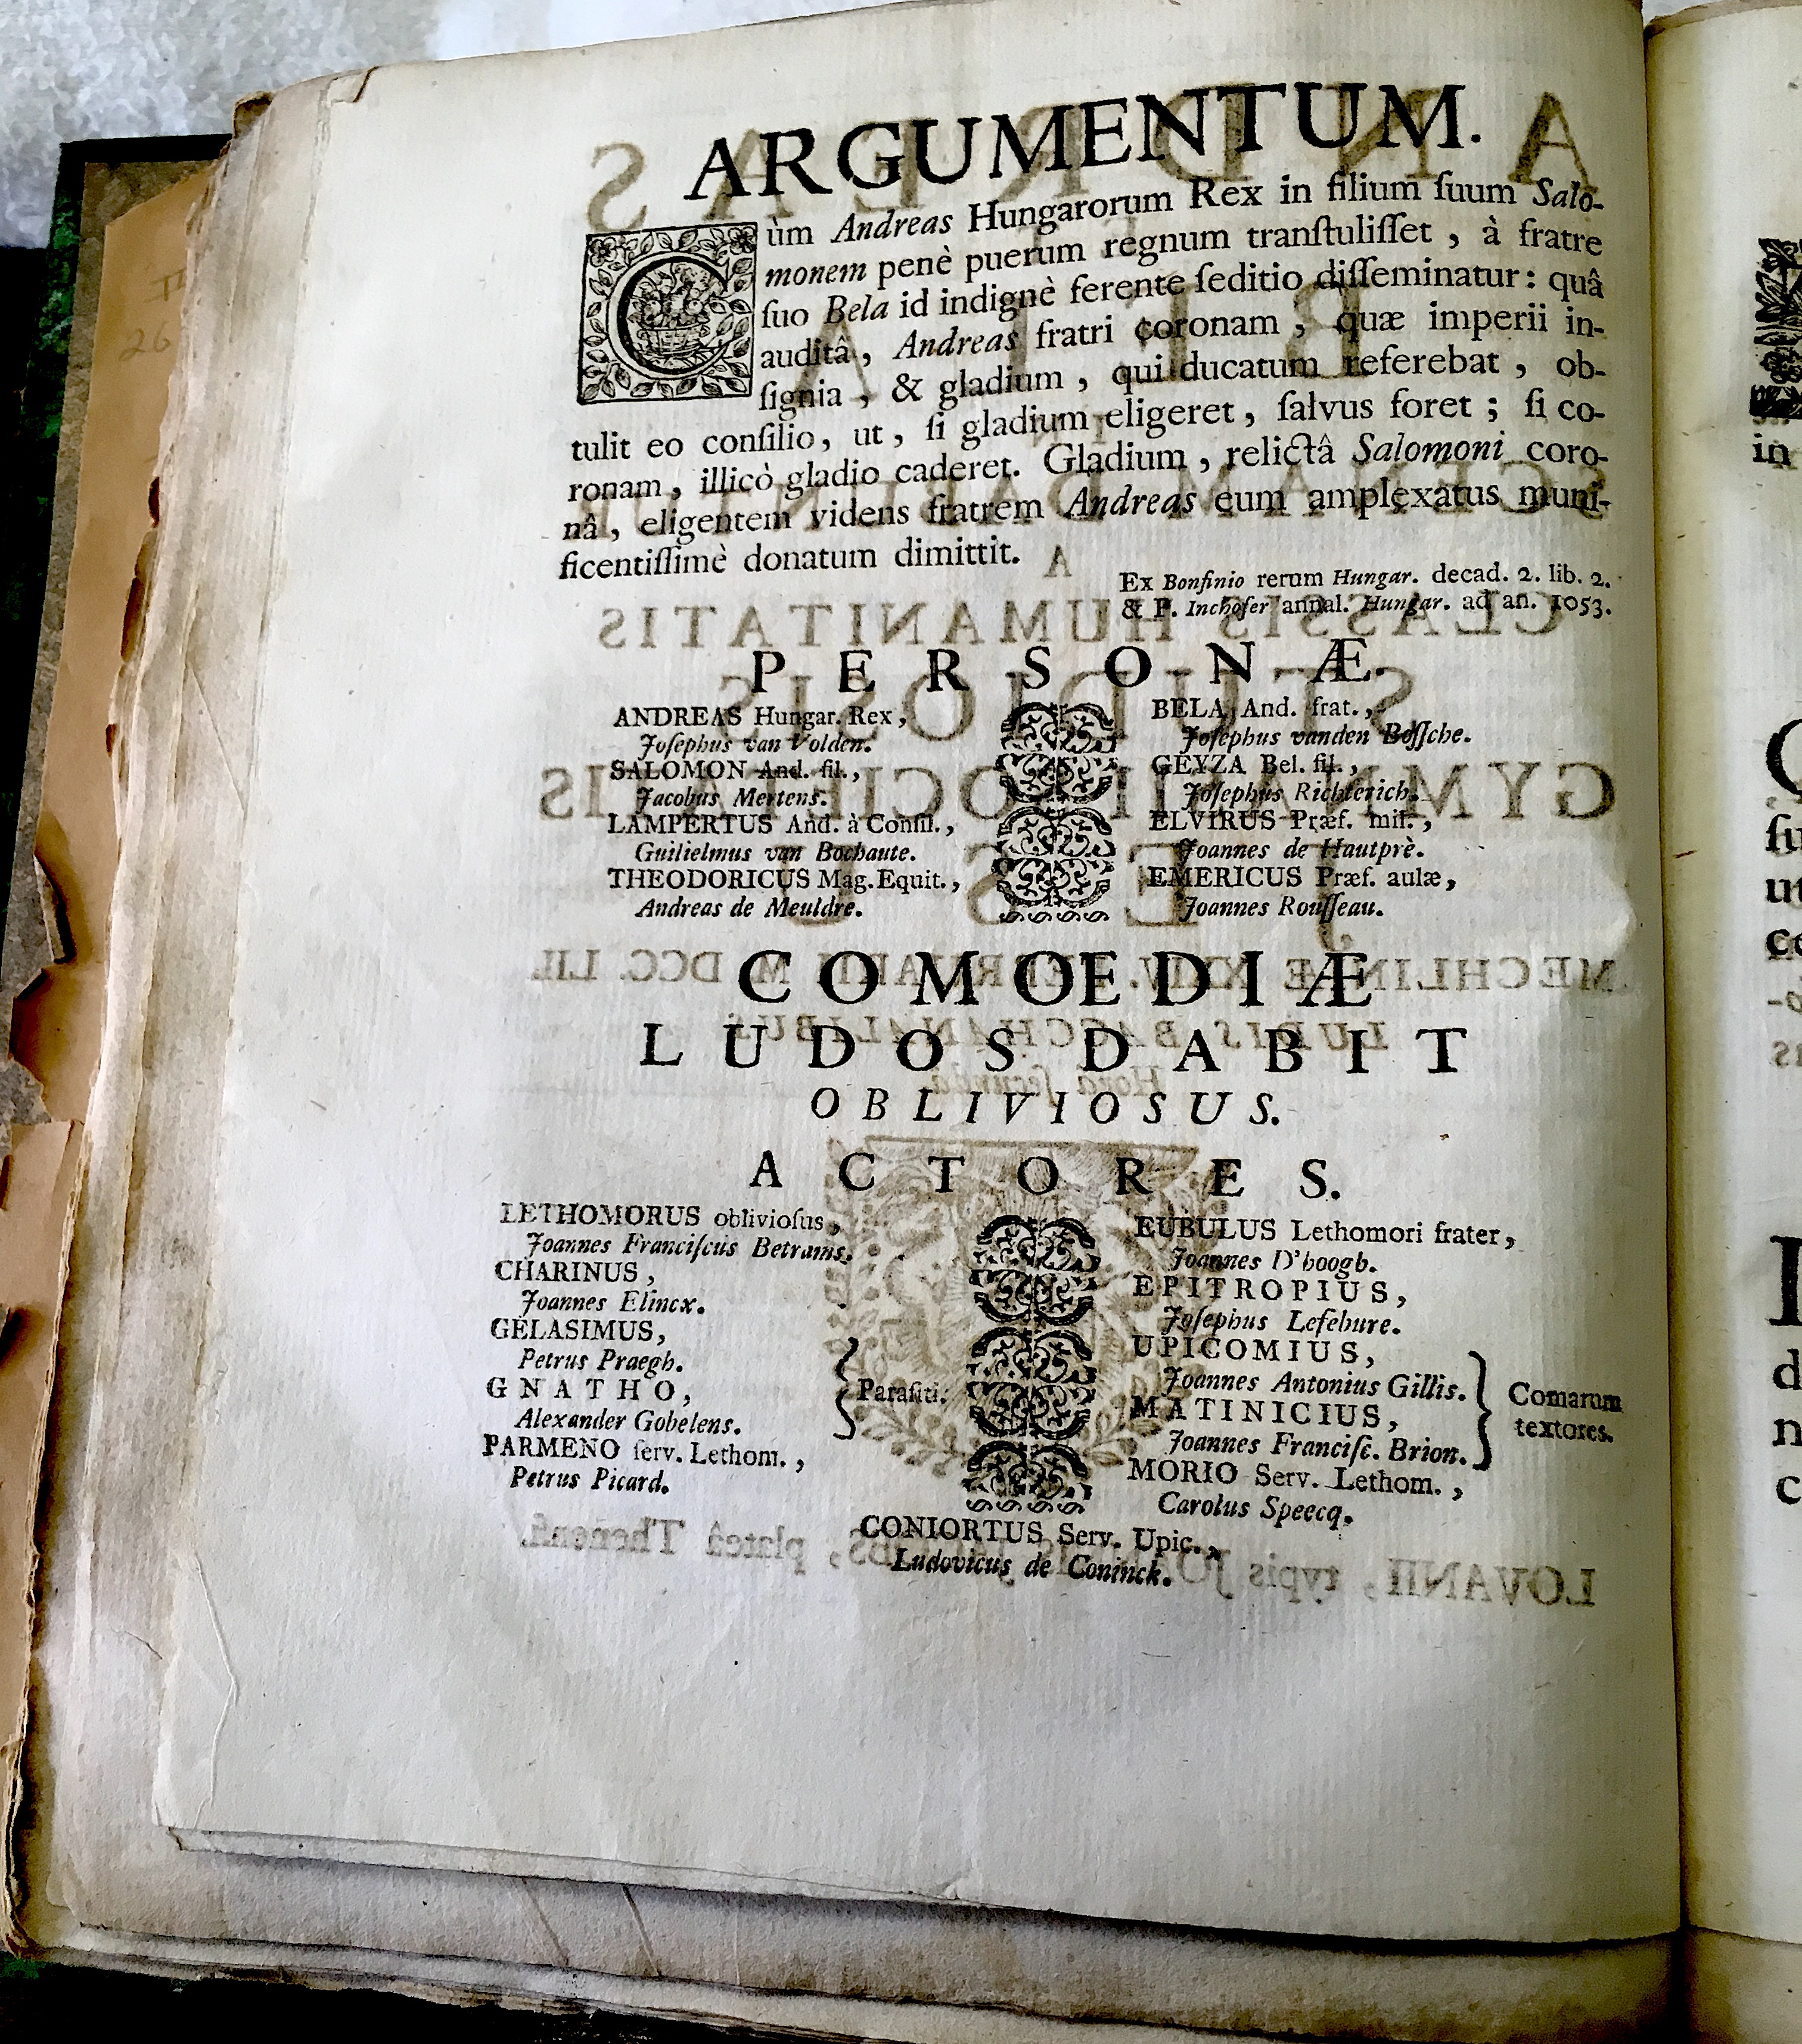 ARGUMENTUM.
Cùm Andreas Hungarorum Rex in filium ſuum Salo-
monem penè puerum regnum tranſtuliſſet, à fratre
ſuo Bela id indignè ferente ſeditio diſſeminatur: quâ
auditâ, Andreas fratri coronam, quæ imperii in-
ſignia, & gladium, qui ducatum referebat, ob-
tulit eo conſilio, ut, ſi gladium eligeret, ſalvus foret; ſi co-
ronam, illicò gladio caderet. Gladium, relictâ Salomoni coro-
nâ, eligentem videns fratrem Andreas eum amplexatus muni-
ficentiſſimè donatum dimittit.
Ex Bonfinio rerum Hungar. decad. 2. lib. 2.
& P. Inchofer annal. Hungar. ad an. 1053.
PERSONÆ.
ANDREAS Hungar. Rex,
Joſephus van Volden.
SALOMON And. fil.,
Jacobus Mertens.
LAMPERTUS And. à Conſil.,
Guilielmus van Bochaute.
THEODORICUS Mag. Equit.,
Andreas de Meuldre.
BELA And. frat.,
Joſephus vanden Boſſche.
GEYZA Bel. fil.,
Joſephus Richterich.
ELVIRUS Præf. mil.,
Joannes de Hautprè.
EMERICUS Præf. aulæ,
Joannes Rouſſeau.
COMOEDIÆ
LUDOS DABIT
OBLIVIOSUS.
ACTORES.
LETHOMORUS oblivioſus,
Joannes Franciſcus Betrams.
CHARINUS,
Joannes Elincx.
GELASIMUS,
Petrus Praegh.
GNATHO,
Alexander Gobelens.
Paraſiti.
PARMENO ſerv. Lethom.,
Petrus Picard.
EUBULUS Lethomori frater,
Joannes D'hoogh.
EPITROPIUS,
Joſephus Lefebure.
UPICOMIUS,
Joannes Antonius Gillis.
MATINICIUS,
Joannes Franciſc. Brion.
Comarum
textores.
MORIO Serv. Lethom.,
Carolus Speecq.
CONIORTUS Serv. Upic.,
Ludovicus de Coninck.
in